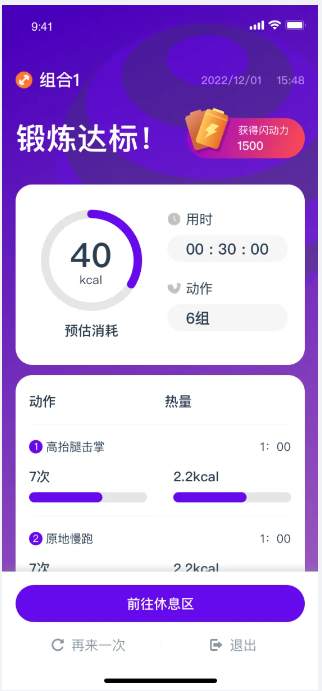 9:41
组合1
2022/12/01 15:48
锻炼达标！
获得闪动力
1500
40
kcal
预估消耗
用时
00：30：00
动作
6组
动作 热量
1 高抬腿击掌 1：00
7次 2.2kcal
2 原地慢跑 1：00
7次 2.2kcal
前往休息区
再来一次 退出